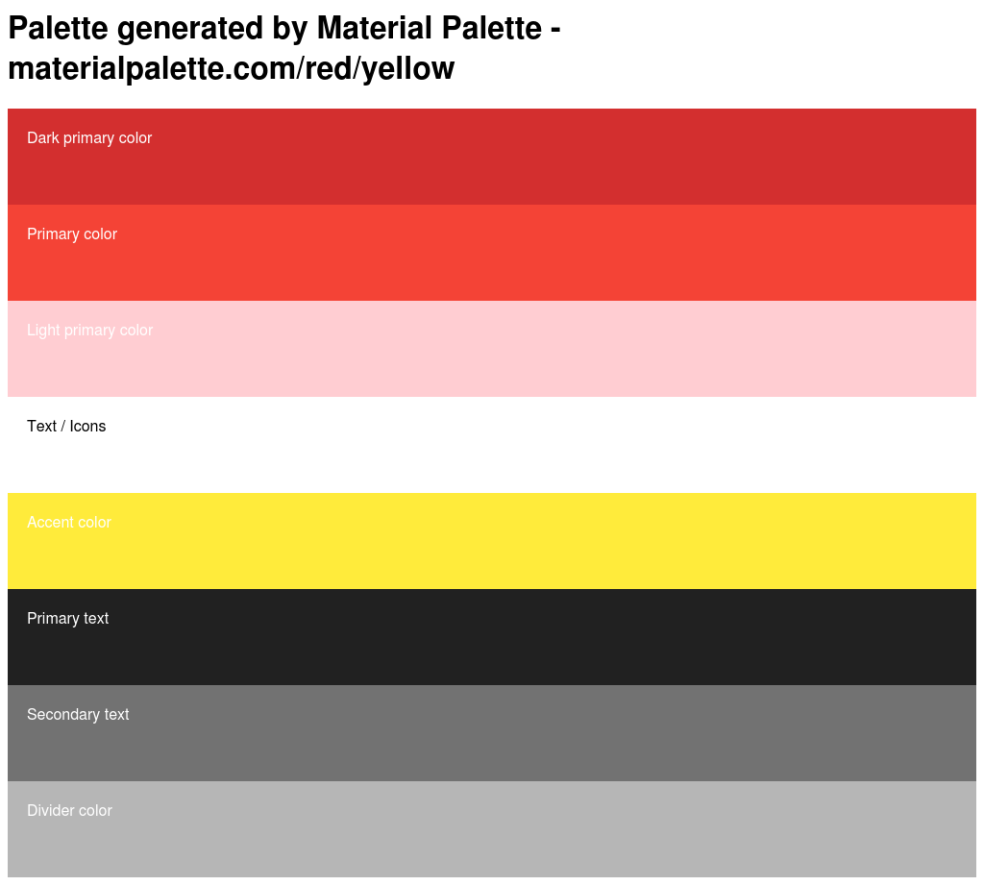 Palette generated by Material Palette -
materialpalette.com/red/yellow
Dark primary color
Primary color
Light primary color
Text / Icons
Accent color
Primary text
Secondary text
Divider color